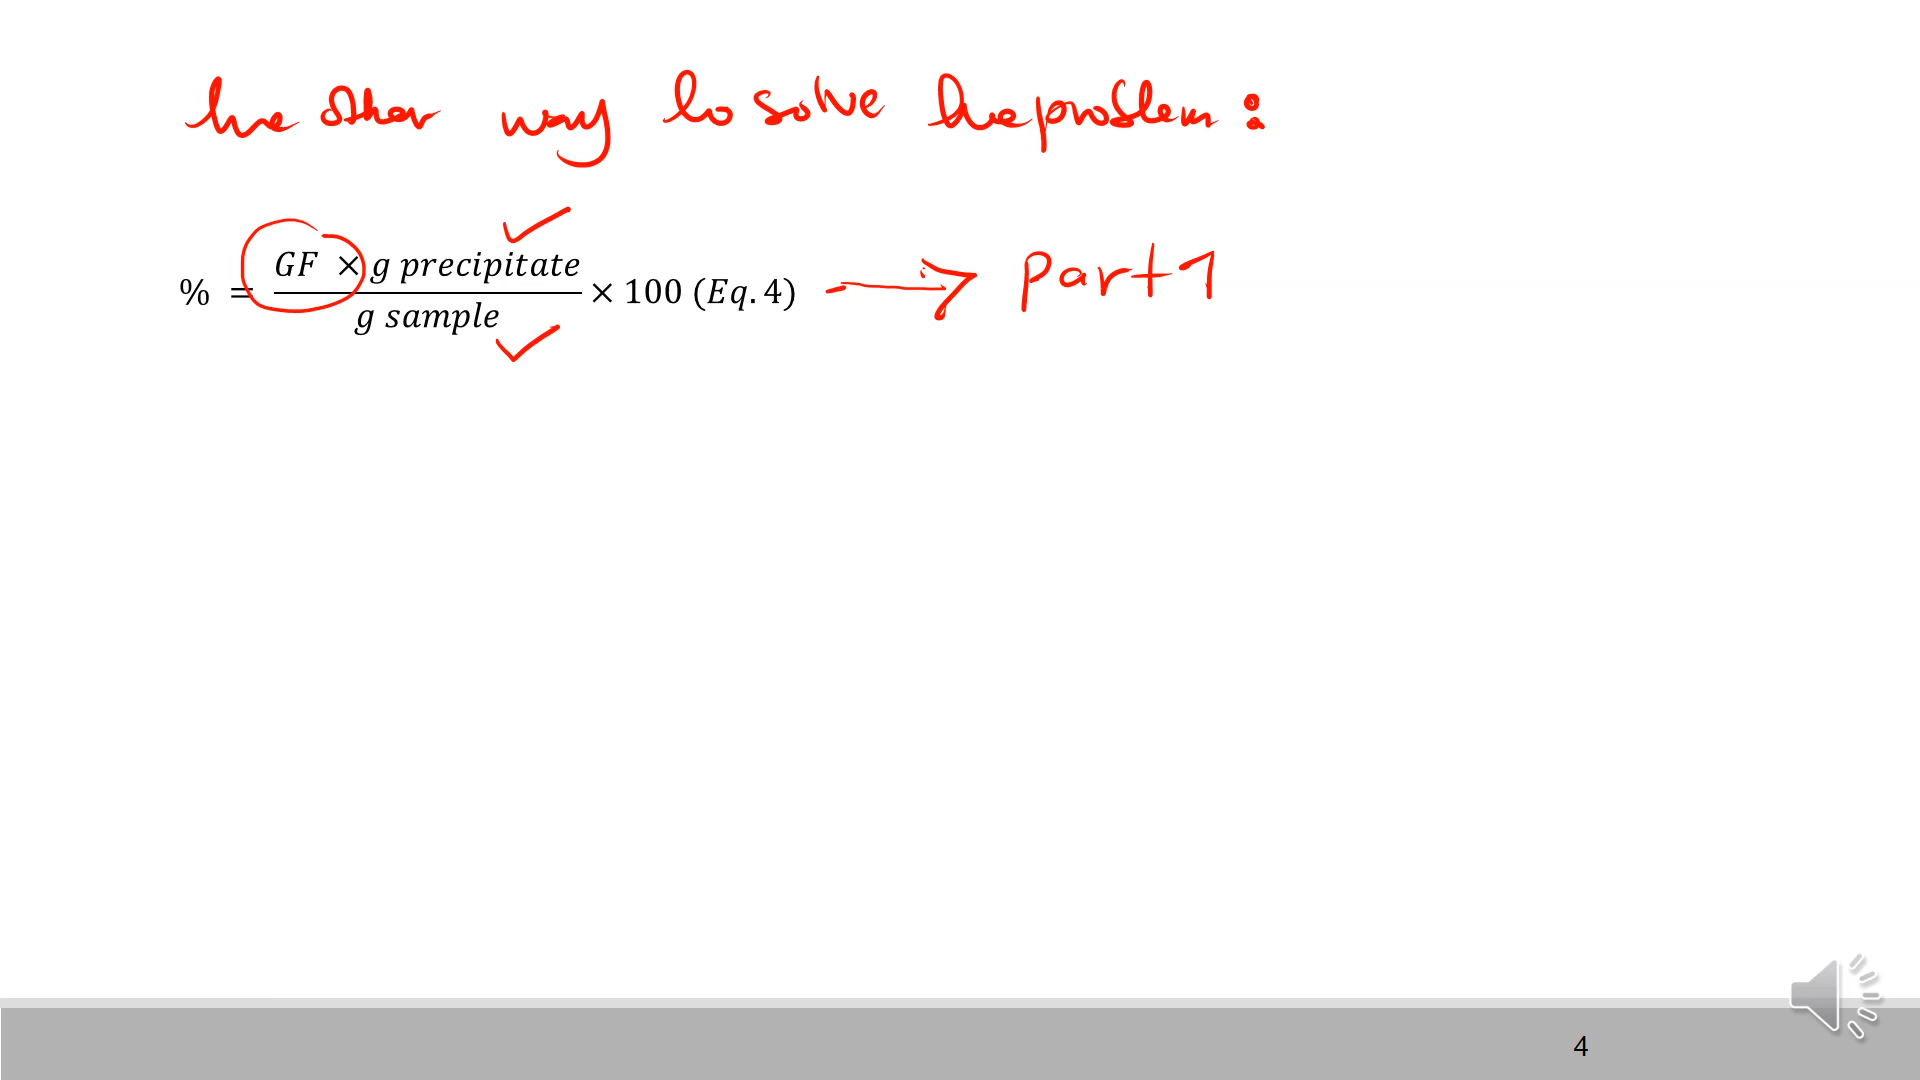 the other way to solve the problem:
% = GF × g precipitate / g sample × 100 (Eq. 4) → part 1
4